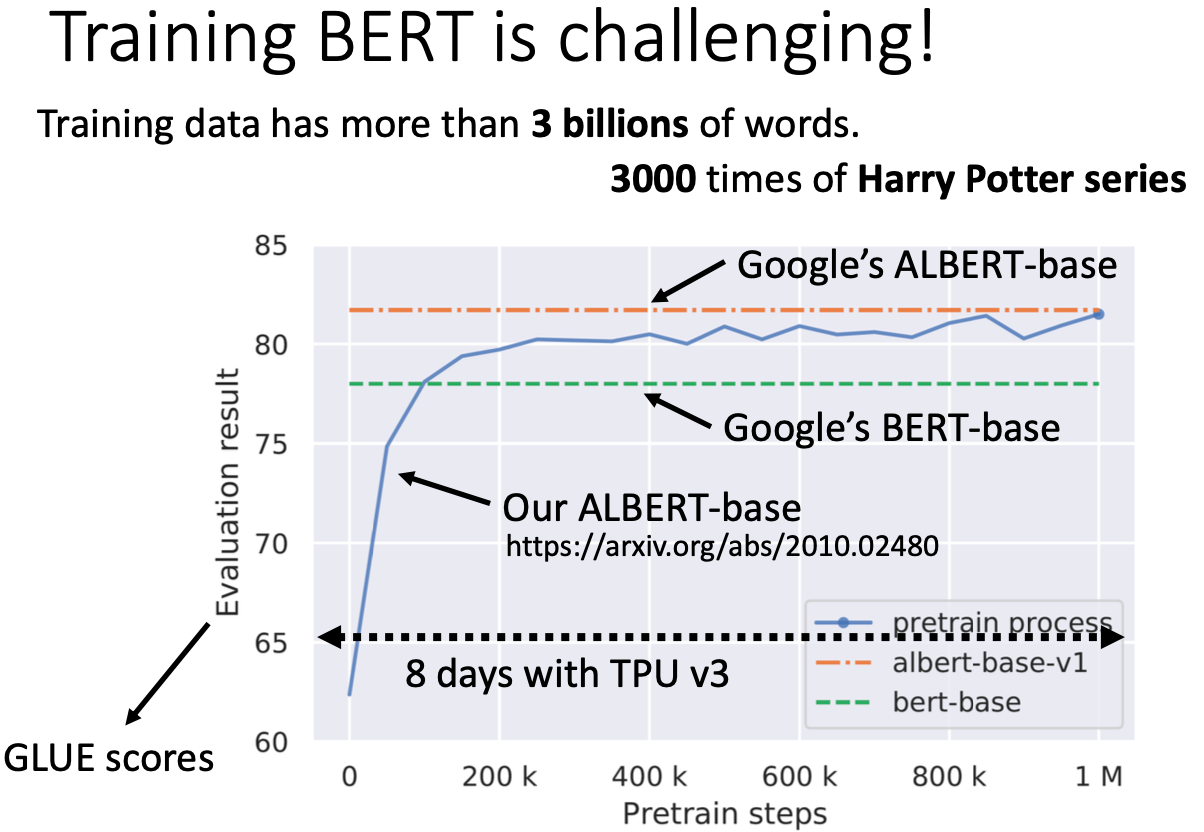 Training BERT is challenging!
Training data has more than 3 billions of words.
3000 times of Harry Potter series
85
80
75
70
65
60
Evaluation result
GLUE scores
Google's ALBERT-base
Google's BERT-base
Our ALBERT-base
https://arxiv.org/abs/2010.02480
8 days with TPU v3
pretrain process
albert-base-v1
bert-base
0 200 k 400 k 600 k 800 k 1 M
Pretrain steps